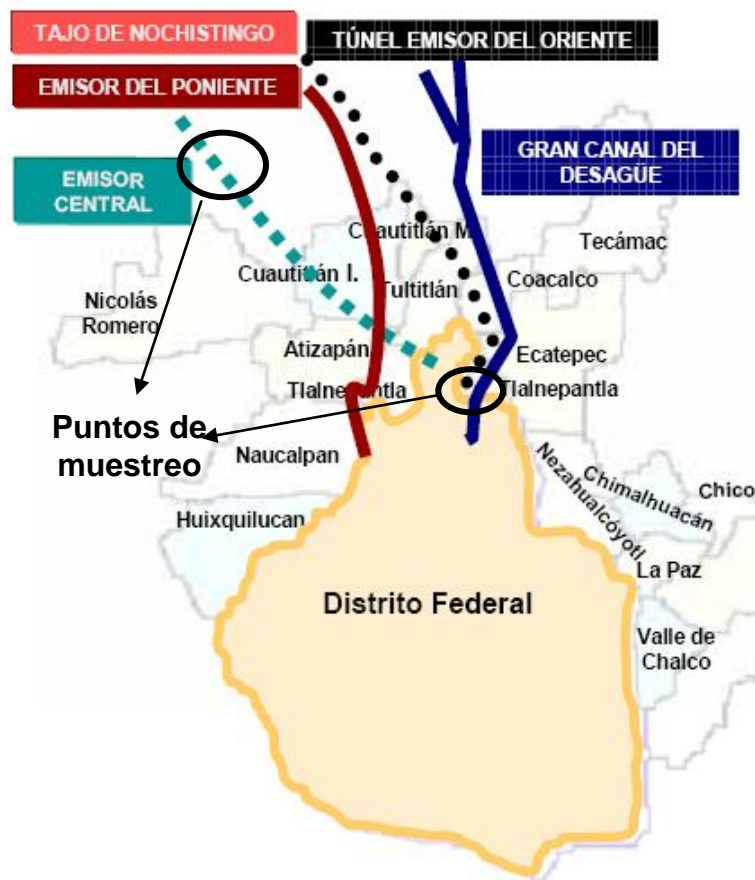 TAJO DE NOCHISTINGO
TÚNEL EMISOR DEL ORIENTE
EMISOR DEL PONIENTE
GRAN CANAL DEL
DESAGÜE
EMISOR
CENTRAL
Cuautitlán M.
Tecámac
Cuautitlán I.
Tultitlán
Coacalco
Nicolás
Romero
Atizapán
Ecatepec
Tlalnepantla
Tlalnepantla
Puntos de
muestreo
Naucalpan
Nezahualcóyotl
Chimalhuacán
Chico
Huixquilucan
La Paz
Distrito Federal
Valle de
Chalco